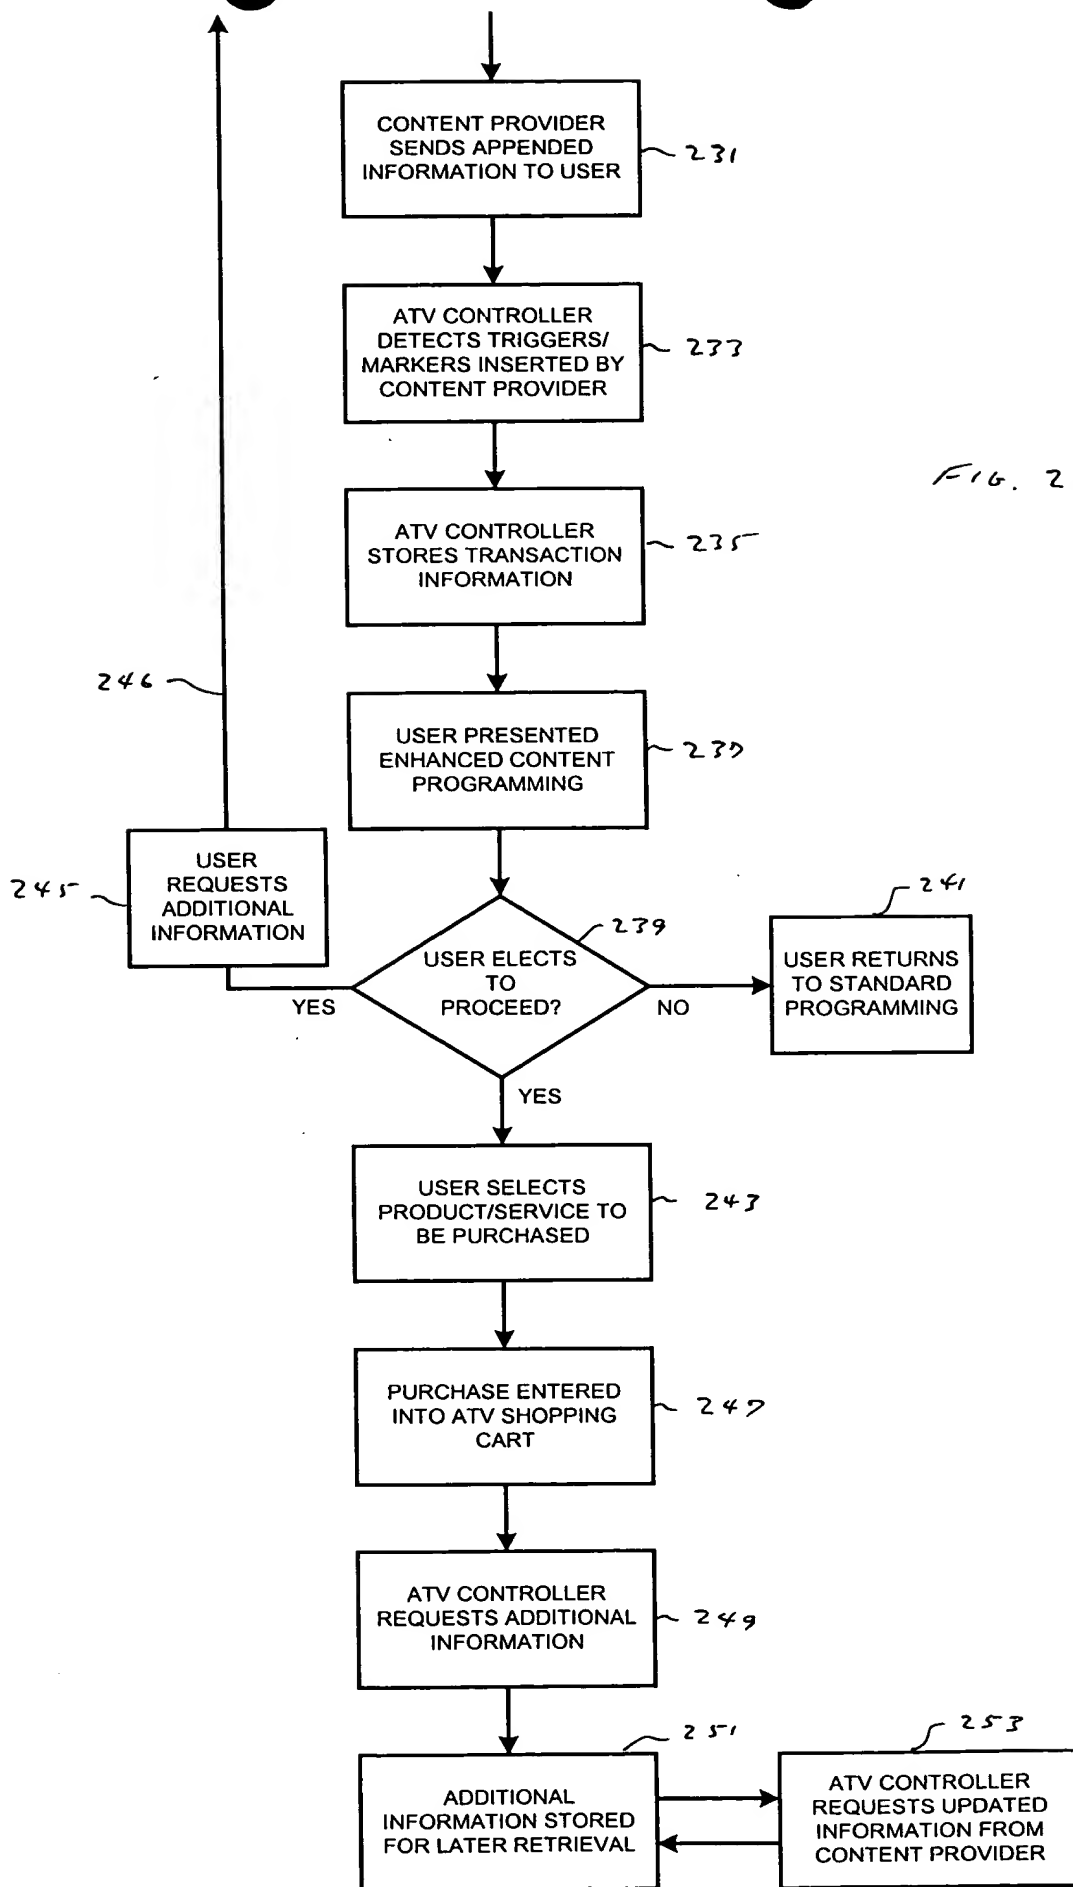 CONTENT PROVIDER
SENDS APPENDED
INFORMATION TO USER
231
ATV CONTROLLER
DETECTS TRIGGERS/
MARKERS INSERTED BY
CONTENT PROVIDER
233
FIG. 2
ATV CONTROLLER
STORES TRANSACTION
INFORMATION
235
246
USER PRESENTED
ENHANCED CONTENT
PROGRAMMING
237
USER
REQUESTS
ADDITIONAL
INFORMATION
245
239
USER ELECTS
TO
PROCEED?
241
USER RETURNS
TO STANDARD
PROGRAMMING
YES
NO
YES
USER SELECTS
PRODUCT/SERVICE TO
BE PURCHASED
243
PURCHASE ENTERED
INTO ATV SHOPPING
CART
247
ATV CONTROLLER
REQUESTS ADDITIONAL
INFORMATION
249
251
ADDITIONAL
INFORMATION STORED
FOR LATER RETRIEVAL
253
ATV CONTROLLER
REQUESTS UPDATED
INFORMATION FROM
CONTENT PROVIDER